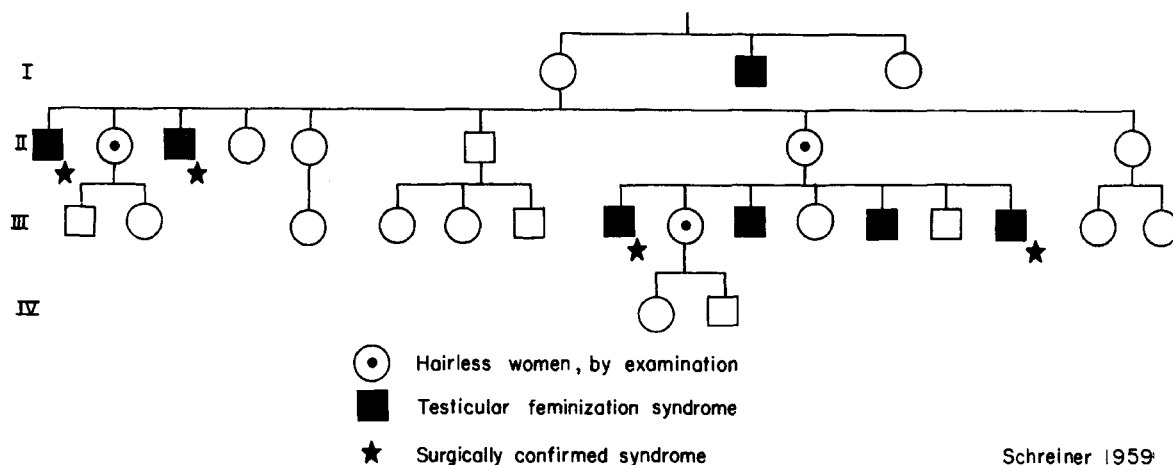 I
II
III
IV
Hairless women, by examination
Testicular feminization syndrome
Surgically confirmed syndrome
Schreiner 1959